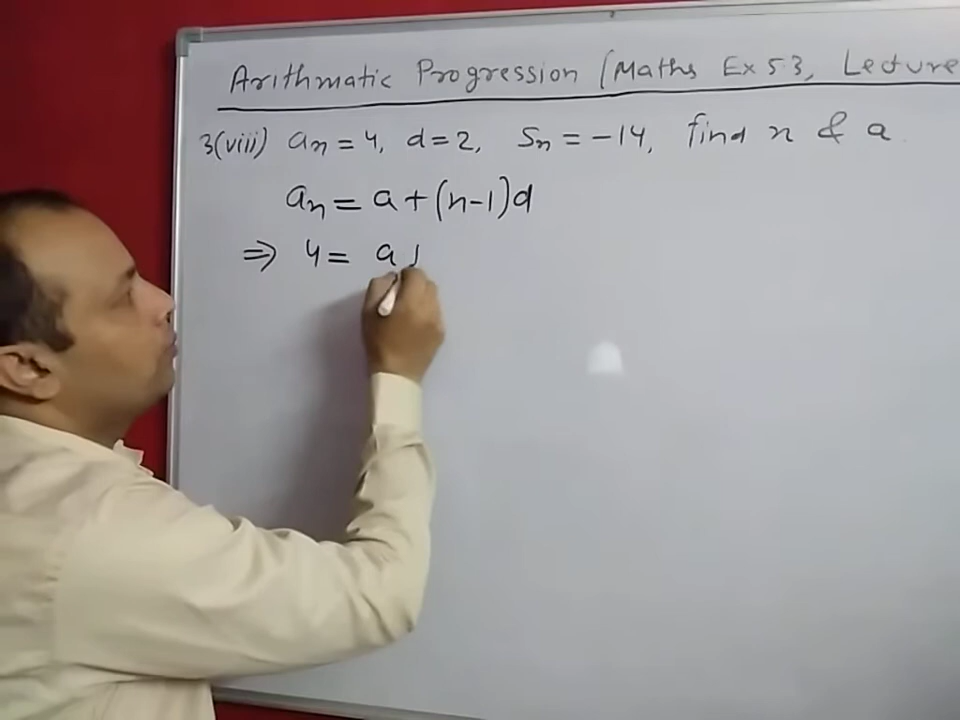 Arithmatic Progression (Maths Ex 5.3, Lecture
3(viii) an = 4, d = 2, Sn = -14, find n & a
an = a + (n-1)d
⇒ 4 = a